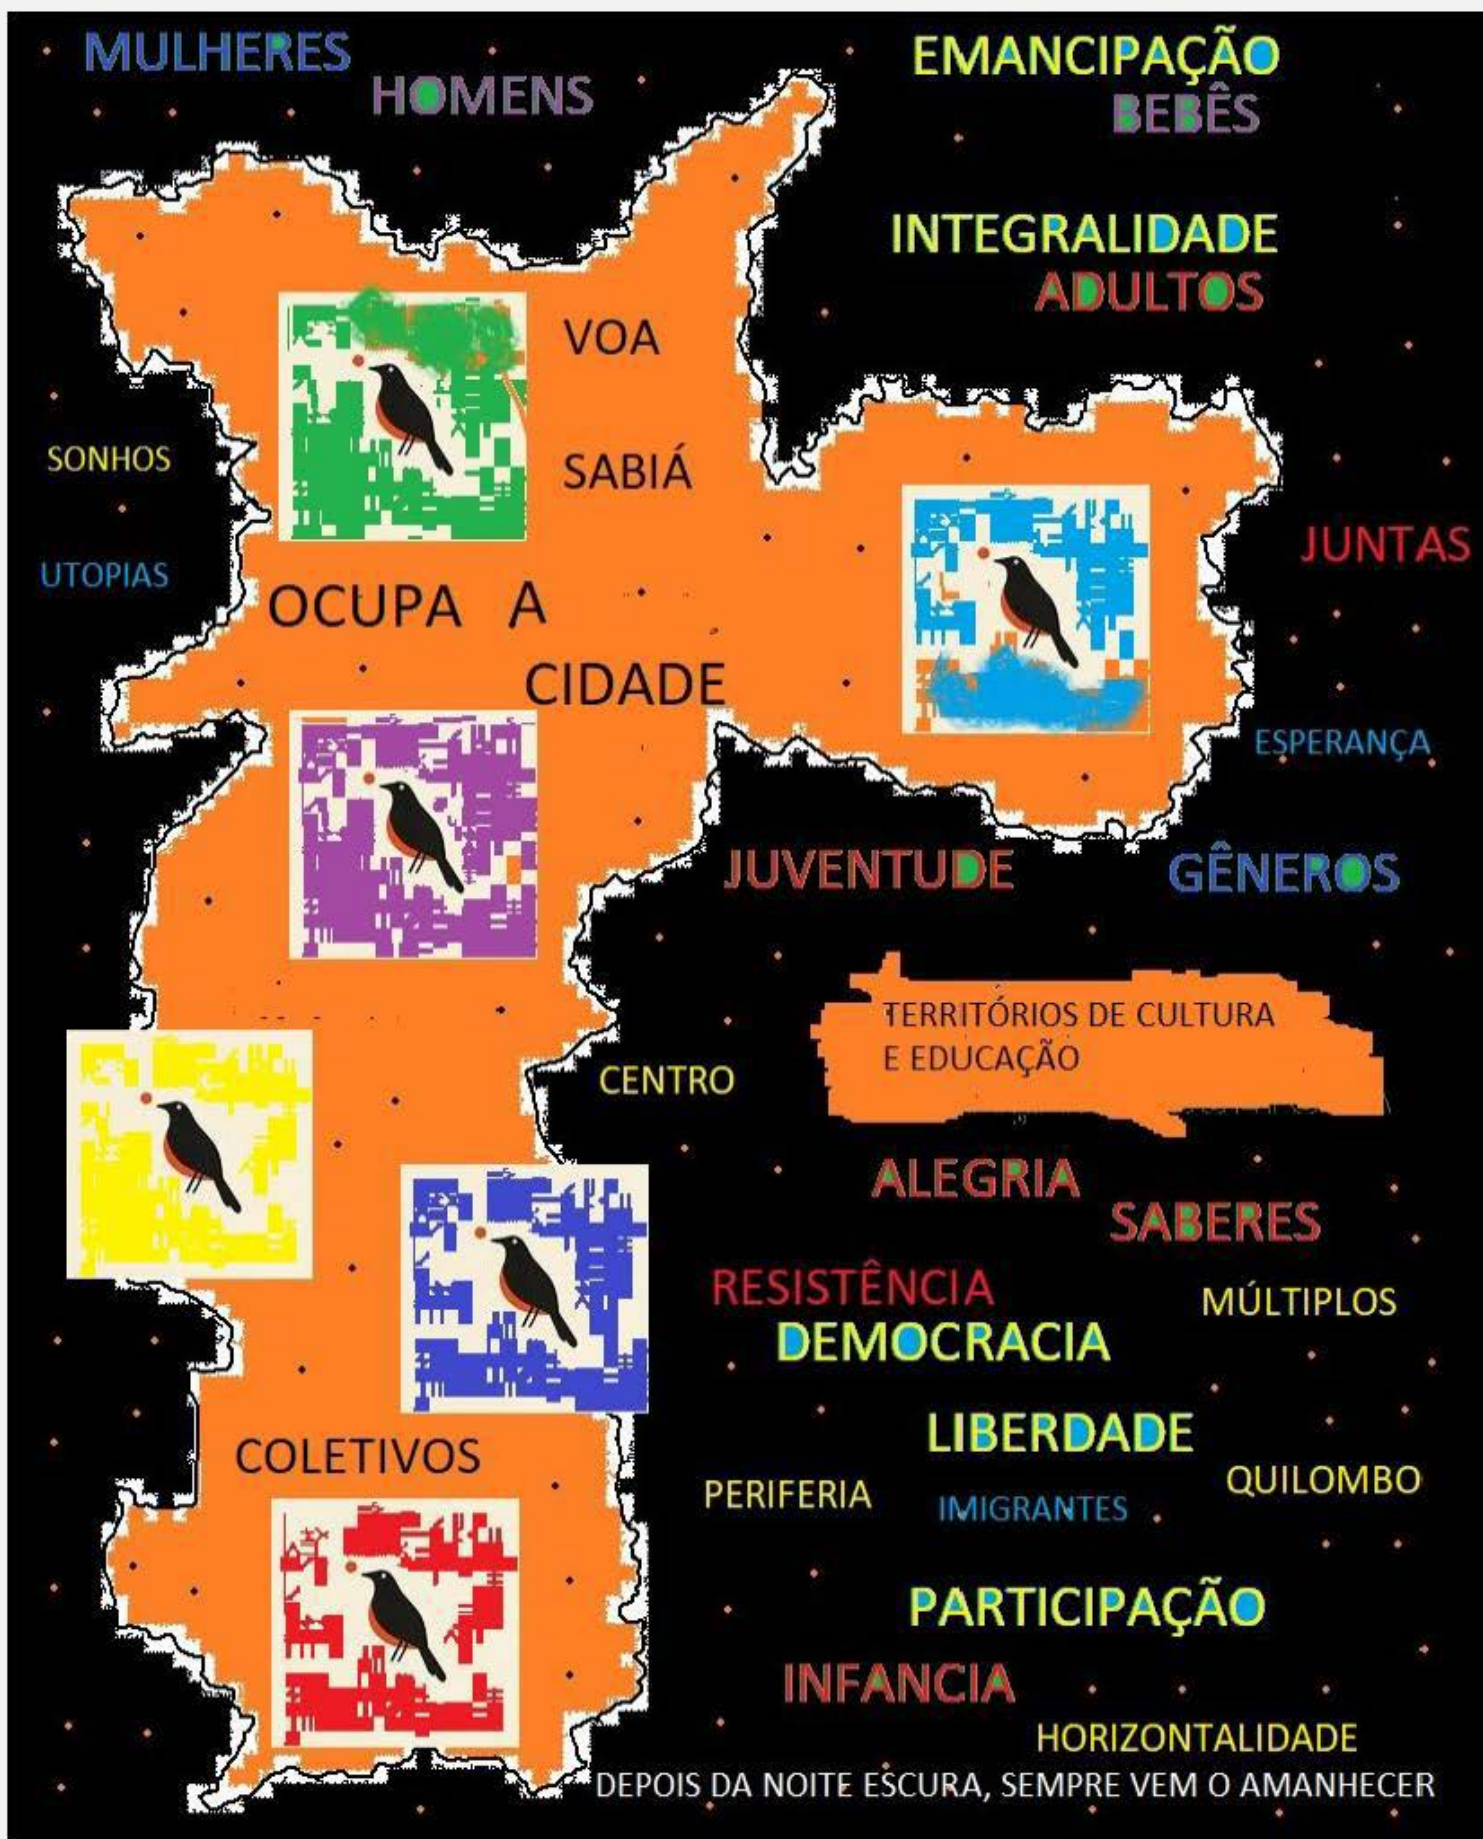 MULHERES
HOMENS
EMANCIPAÇÃO
BEBÊS
INTEGRALIDADE
ADULTOS
VOA
SABIÁ
SONHOS
UTOPIAS
OCUPA A
CIDADE
JUNTAS
ESPERANÇA
JUVENTUDE
GÊNEROS
TERRITÓRIOS DE CULTURA
E EDUCAÇÃO
CENTRO
ALEGRIA
SABERES
RESISTÊNCIA
MÚLTIPLOS
DEMOCRACIA
LIBERDADE
COLETIVOS
PERIFERIA
IMIGRANTES
QUILOMBO
PARTICIPAÇÃO
INFANCIA
HORIZONTALIDADE
DEPOIS DA NOITE ESCURA, SEMPRE VEM O AMANHECER